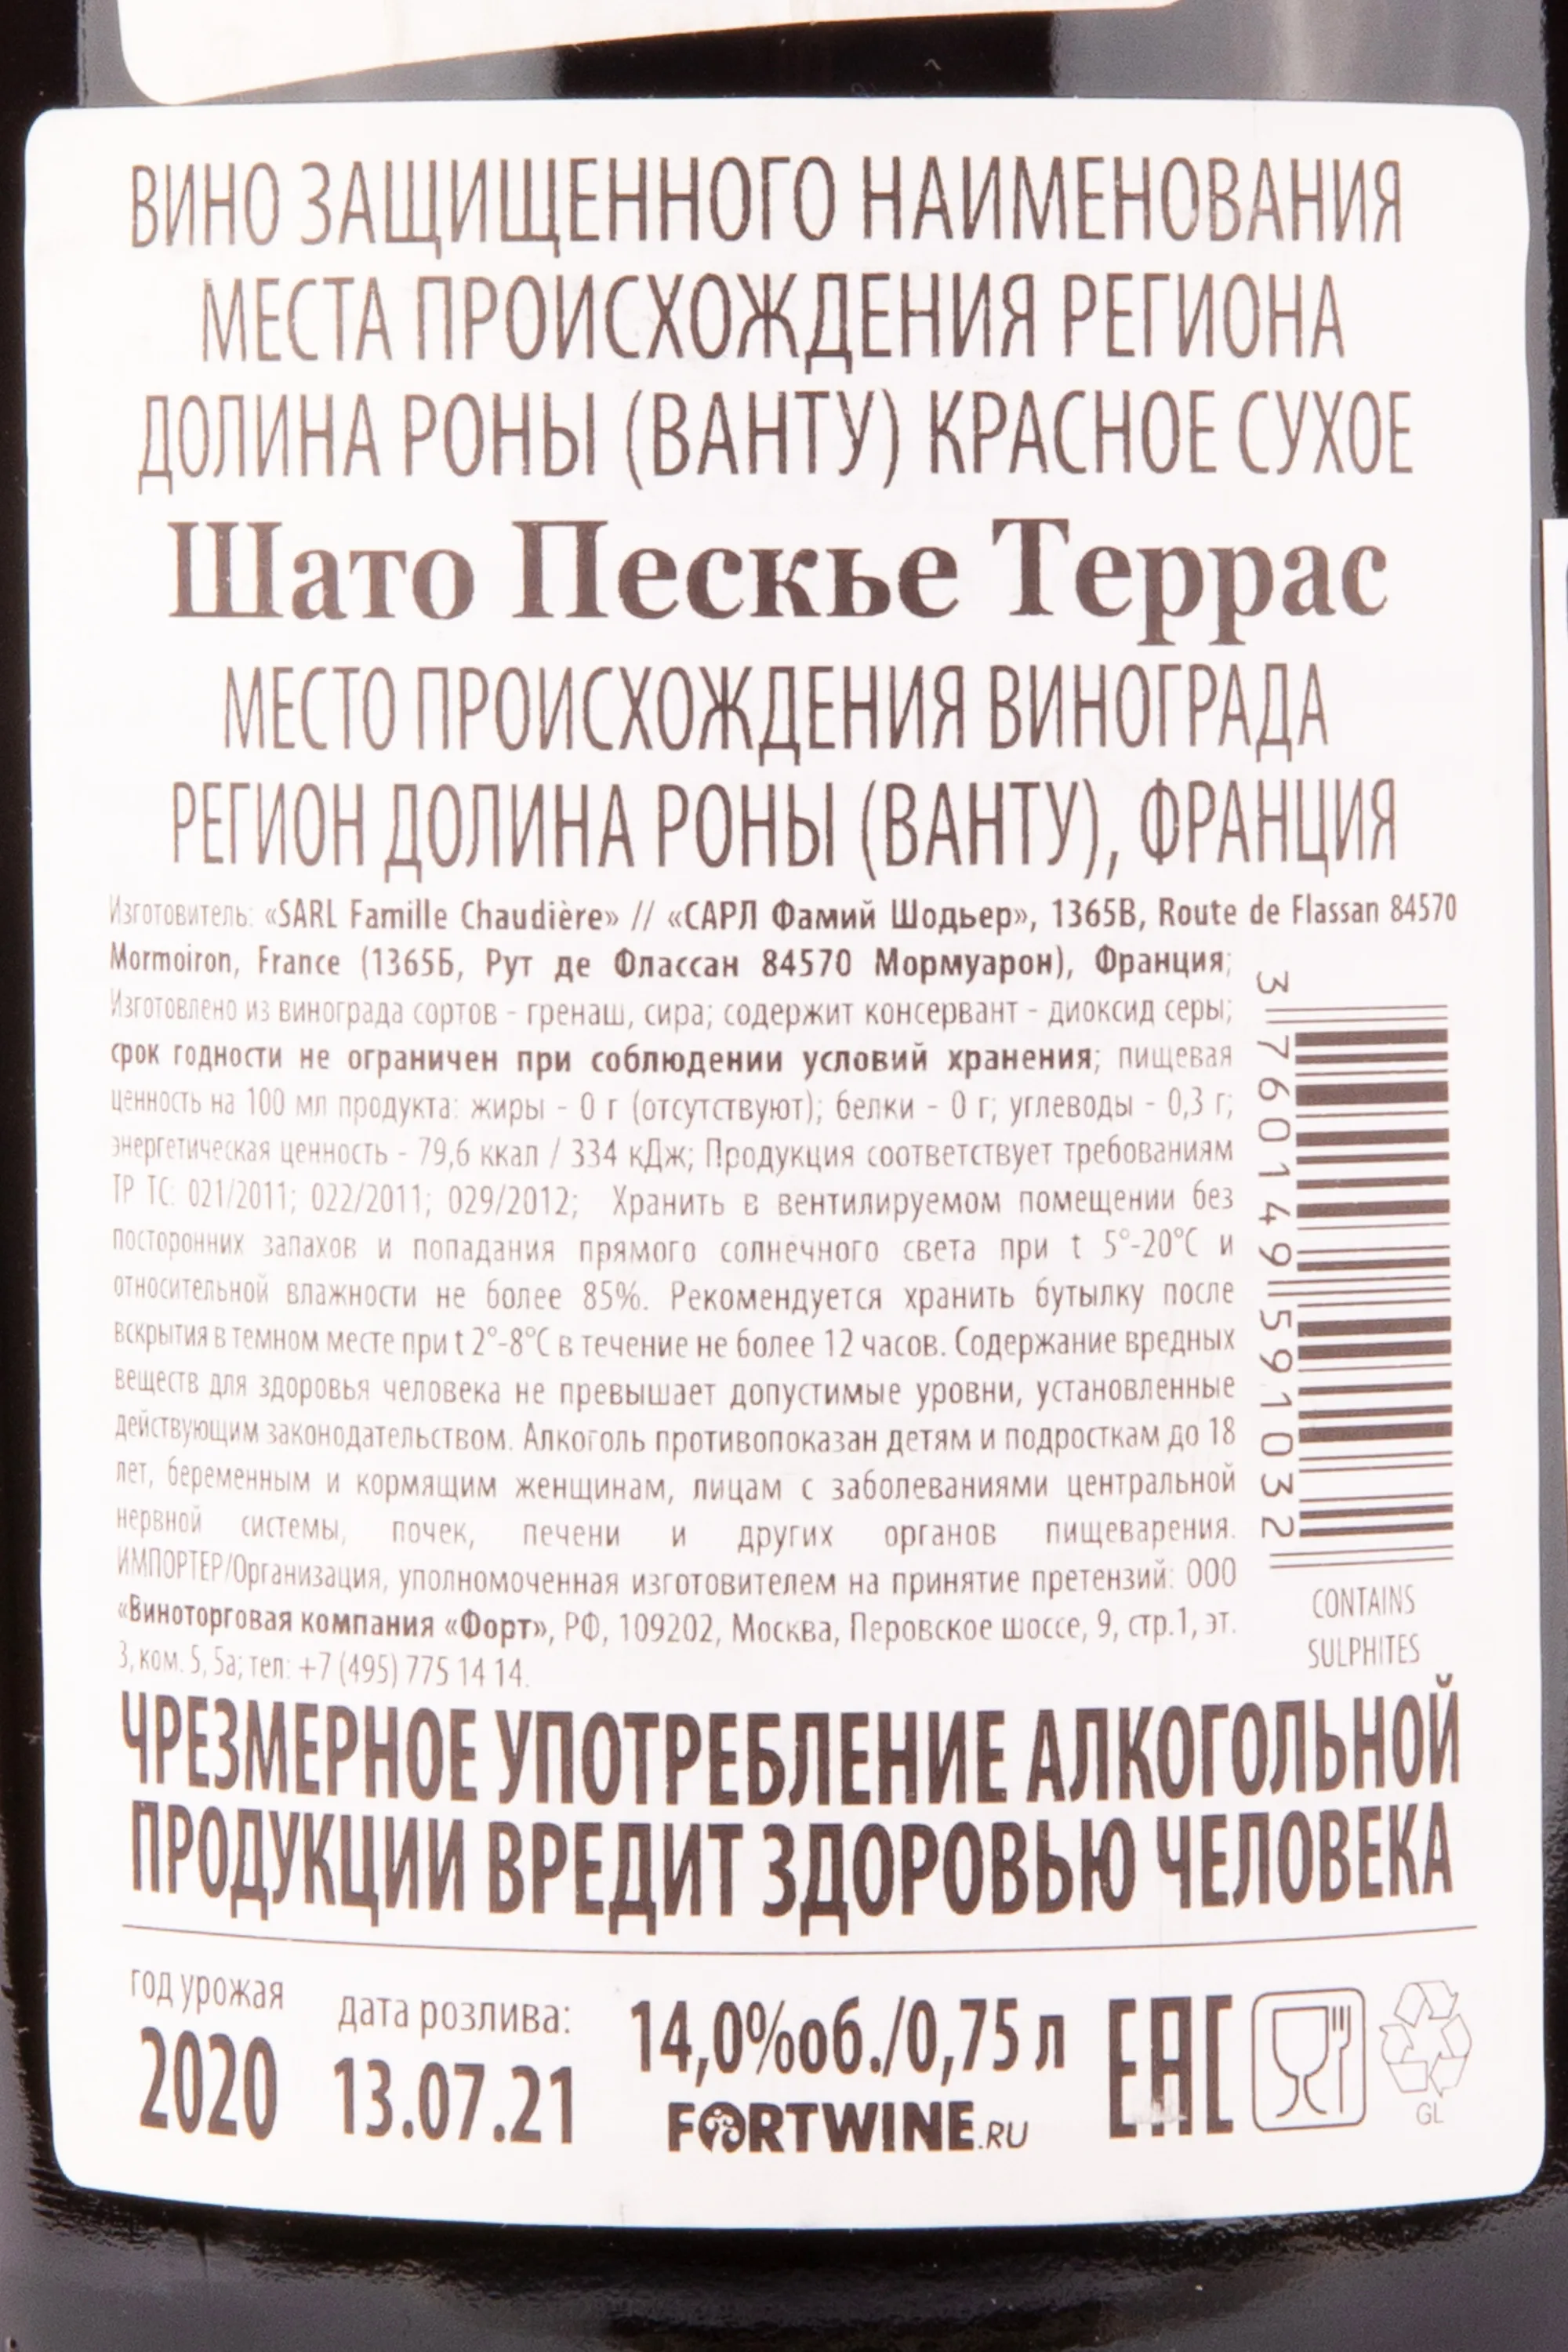 ВИНО ЗАЩИЩЕННОГО НАИМЕНОВАНИЯ
МЕСТА ПРОИСХОЖДЕНИЯ РЕГИОНА
ДОЛИНА РОНЫ (ВАНТУ) КРАСНОЕ СУХОЕ
Шато Пескье Террас
МЕСТО ПРОИСХОЖДЕНИЯ ВИНОГРАДА
РЕГИОН ДОЛИНА РОНЫ (ВАНТУ), ФРАНЦИЯ
Изготовитель: «SARL Famille Chaudière» // «САРЛ Фамий Шодьер», 1365B, Route de Flassan 84570
Mormoiron, France (1365Б, Рут де Флассан 84570 Мормуарон), Франция;
Изготовлено из винограда сортов - гренаш, сира; содержит консервант - диоксид серы;
срок годности не ограничен при соблюдении условий хранения; пищевая
ценность на 100 мл продукта: жиры - 0 г (отсутствуют); белки - 0 г; углеводы - 0,3 г;
энергетическая ценность - 79,6 ккал / 334 кДж; Продукция соответствует требованиям
ТР ТС: 021/2011; 022/2011; 029/2012; Хранить в вентилируемом помещении без
посторонних запахов и попадания прямого солнечного света при t 5°-20°C и
относительной влажности не более 85%. Рекомендуется хранить бутылку после
вскрытия в темном месте при t 2°-8°C в течение не более 12 часов. Содержание вредных
веществ для здоровья человека не превышает допустимые уровни, установленные
действующим законодательством. Алкоголь противопоказан детям и подросткам до 18
лет, беременным и кормящим женщинам, лицам с заболеваниями центральной
нервной системы, почек, печени и других органов пищеварения.
ИМПОРТЕР/Организация, уполномоченная изготовителем на принятие претензий: ООО
«Виноторговая компания «Форт», РФ, 109202, Москва, Перовское шоссе, 9, стр.1, эт.
3, ком. 5, 5а; тел: +7 (495) 775 14 14.
3 760149 591032
CONTAINS
SULPHITES
ЧРЕЗМЕРНОЕ УПОТРЕБЛЕНИЕ АЛКОГОЛЬНОЙ
ПРОДУКЦИИ ВРЕДИТ ЗДОРОВЬЮ ЧЕЛОВЕКА
год урожая
2020
дата розлива:
13.07.21
14,0%об./0,75 л
FORTWINE.RU
EAC
GL